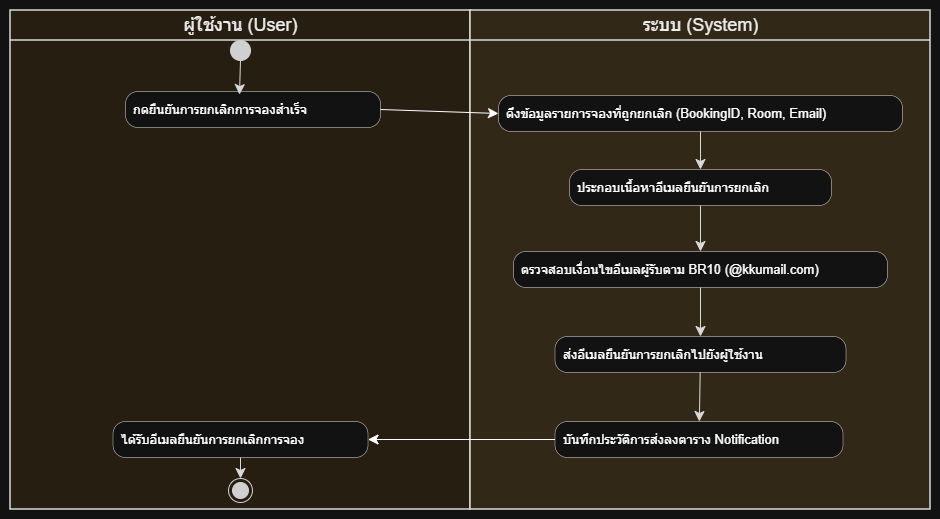 ผู้ใช้งาน (User)
ระบบ (System)
กดยืนยันการยกเลิกการจองสำเร็จ
ดึงข้อมูลรายการจองที่ถูกยกเลิก (BookingID, Room, Email)
ประกอบเนื้อหาอีเมลยืนยันการยกเลิก
ตรวจสอบเงื่อนไขอีเมลผู้รับตาม BR10 (@kkumail.com)
ส่งอีเมลยืนยันการยกเลิกไปยังผู้ใช้งาน
บันทึกประวัติการส่งลงตาราง Notification
ได้รับอีเมลยืนยันการยกเลิกการจอง